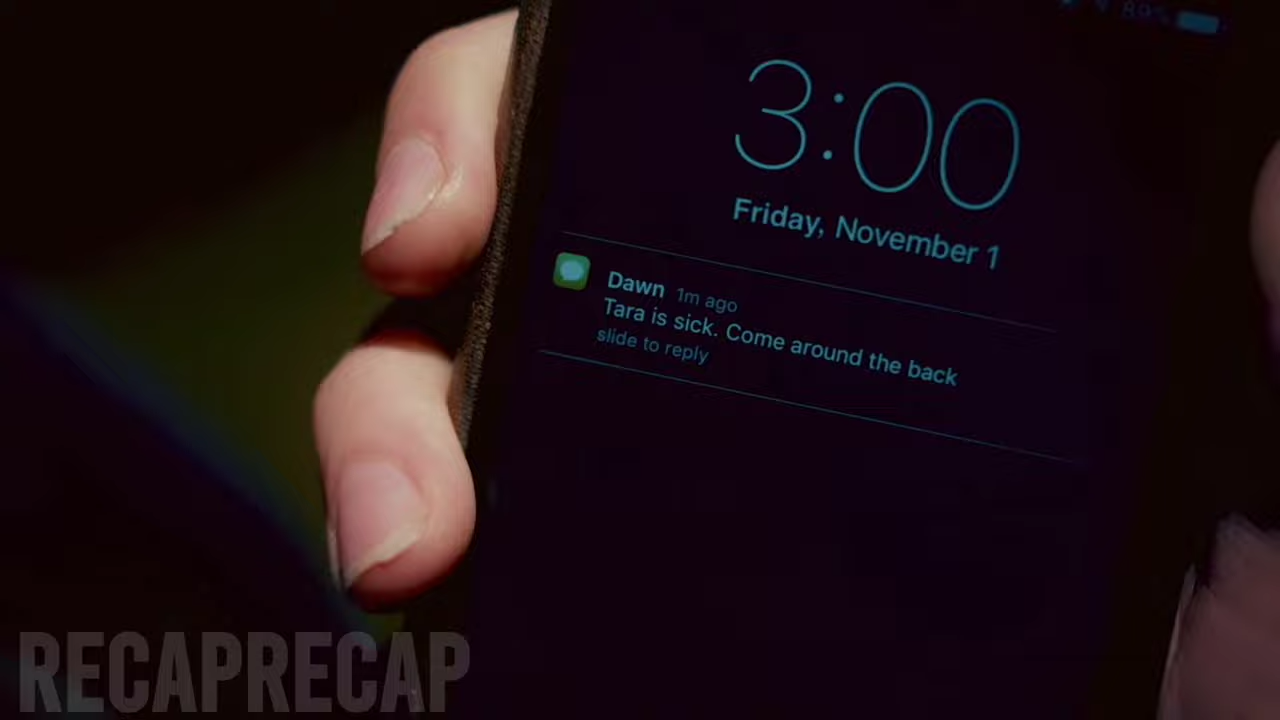 89%
3:00
Friday, November 1
Dawn 1m ago
Tara is sick. Come around the back
slide to reply
RECAPRECAP